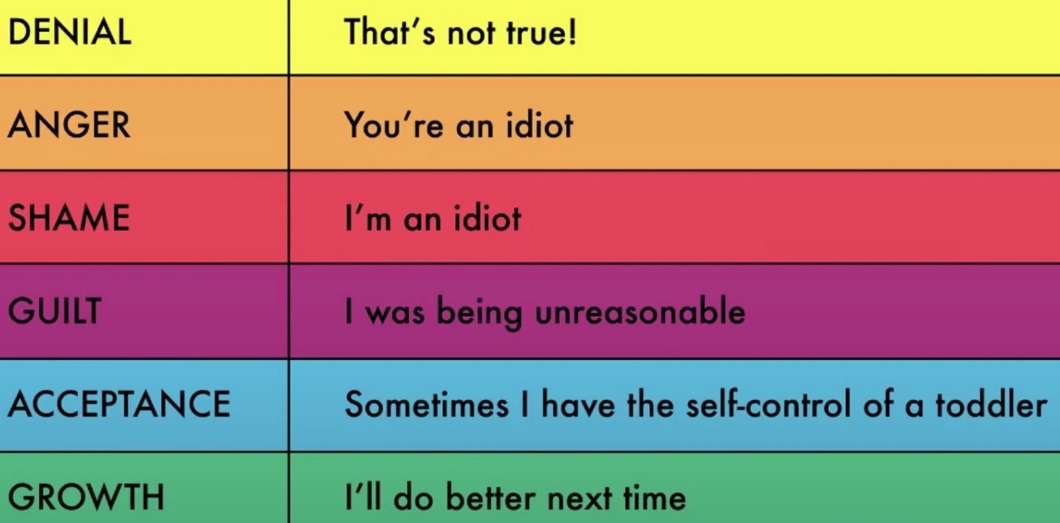 DENIAL That's not true!
ANGER You're an idiot
SHAME I'm an idiot
GUILT I was being unreasonable
ACCEPTANCE Sometimes I have the self-control of a toddler
GROWTH I'll do better next time